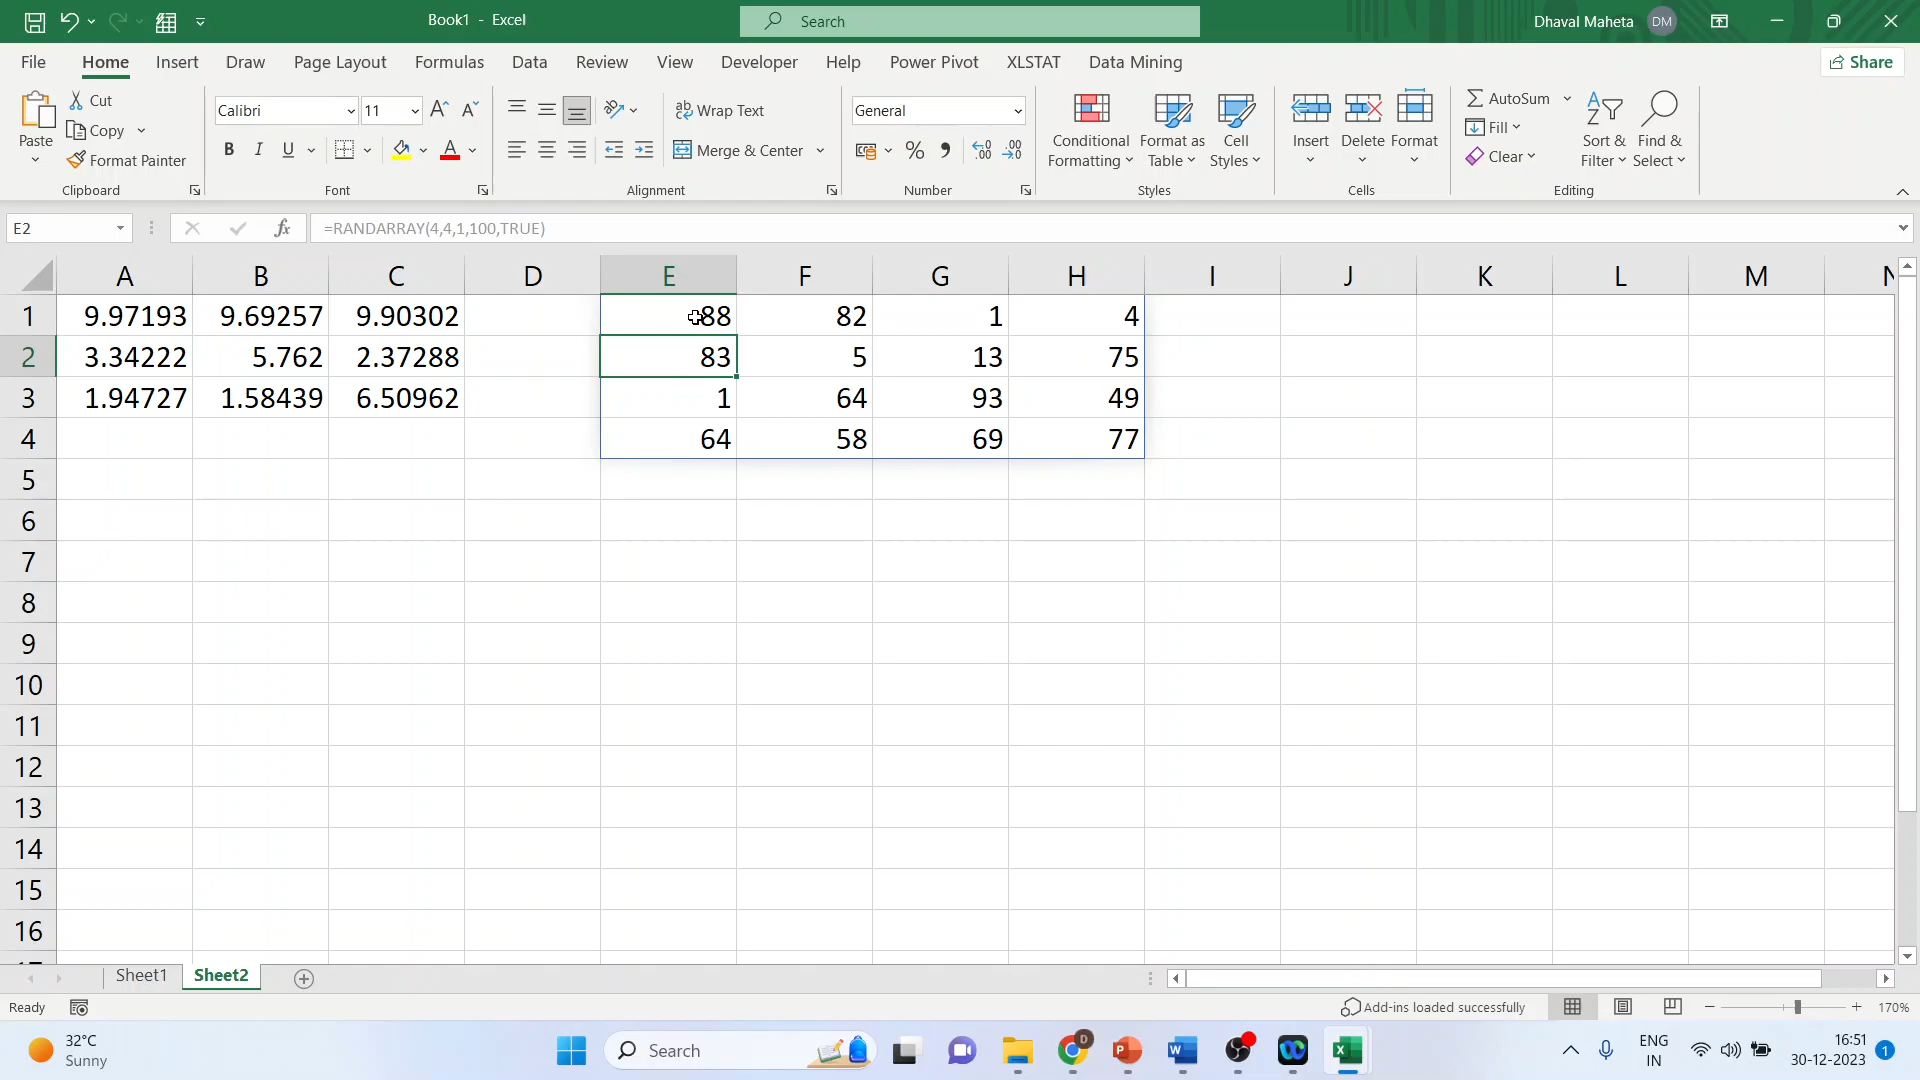 Book1 - Excel
Search
Dhaval Maheta
DM
File
Home
Insert
Draw
Page Layout
Formulas
Data
Review
View
Developer
Help
Power Pivot
XLSTAT
Data Mining
Share
Paste
Cut
Copy
Format Painter
Clipboard
Calibri
11
B I U
Font
Wrap Text
Merge & Center
Alignment
General
Number
Conditional Formatting
Format as Table
Cell Styles
Styles
Insert
Delete
Format
Cells
AutoSum
Fill
Clear
Sort & Filter
Find & Select
Editing
E2
fx
=RANDARRAY(4,4,1,100,TRUE)
A B C D E F G H I J K L M N
1 9.97193 9.69257 9.90302 88 82 1 4
2 3.34222 5.762 2.37288 83 5 13 75
3 1.94727 1.58439 6.50962 1 64 93 49
4 64 58 69 77
5
6
7
8
9
10
11
12
13
14
15
16
17
Sheet1
Sheet2
Ready
Add-ins loaded successfully
170%
32°C
Sunny
Search
ENG
IN
16:51
30-12-2023
1